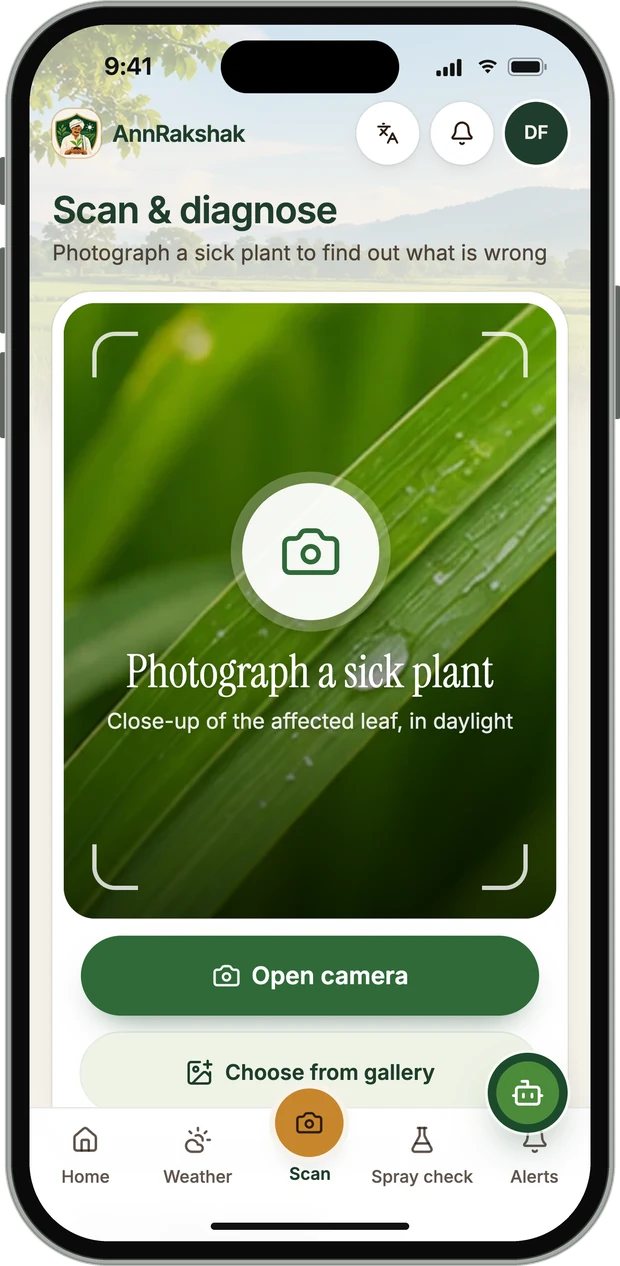 9:41
AnnRakshak
DF
Scan & diagnose
Photograph a sick plant to find out what is wrong
Photograph a sick plant
Close-up of the affected leaf, in daylight
Open camera
Choose from gallery
Home
Weather
Scan
Spray check
Alerts